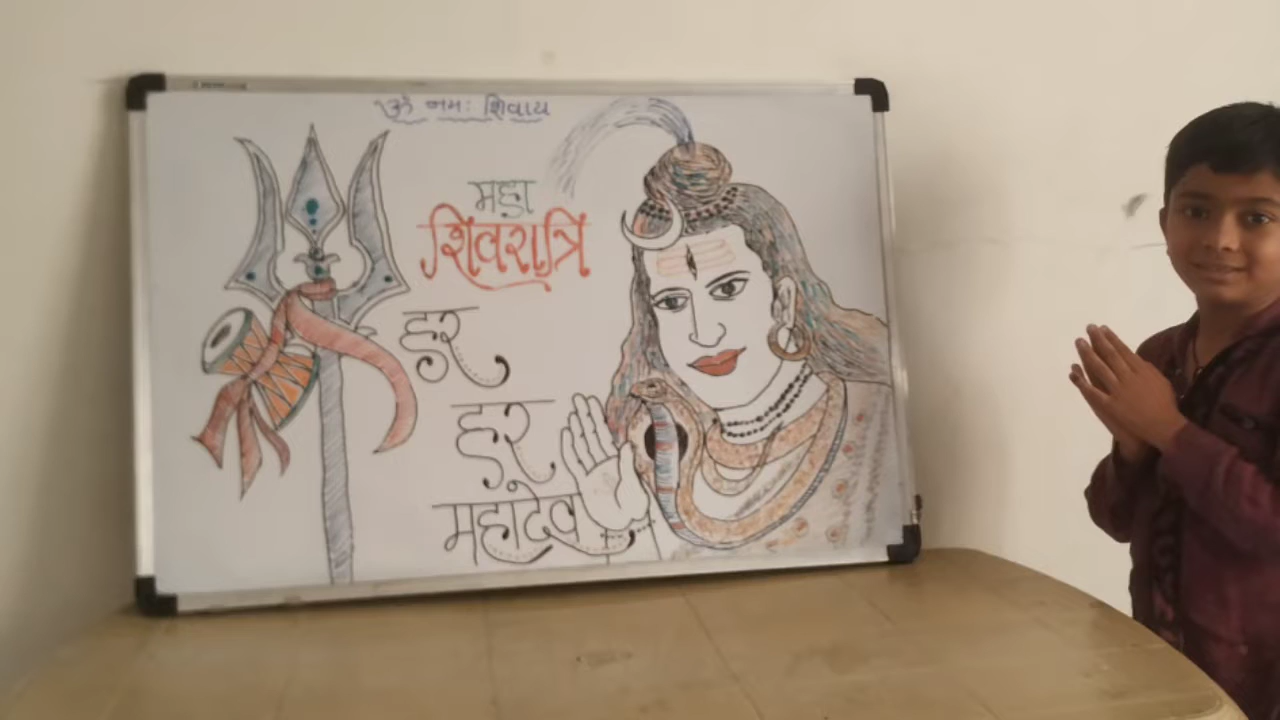 ૐ नमः शिवाय
महा
शिवरात्रि
हर
हर
महादेव